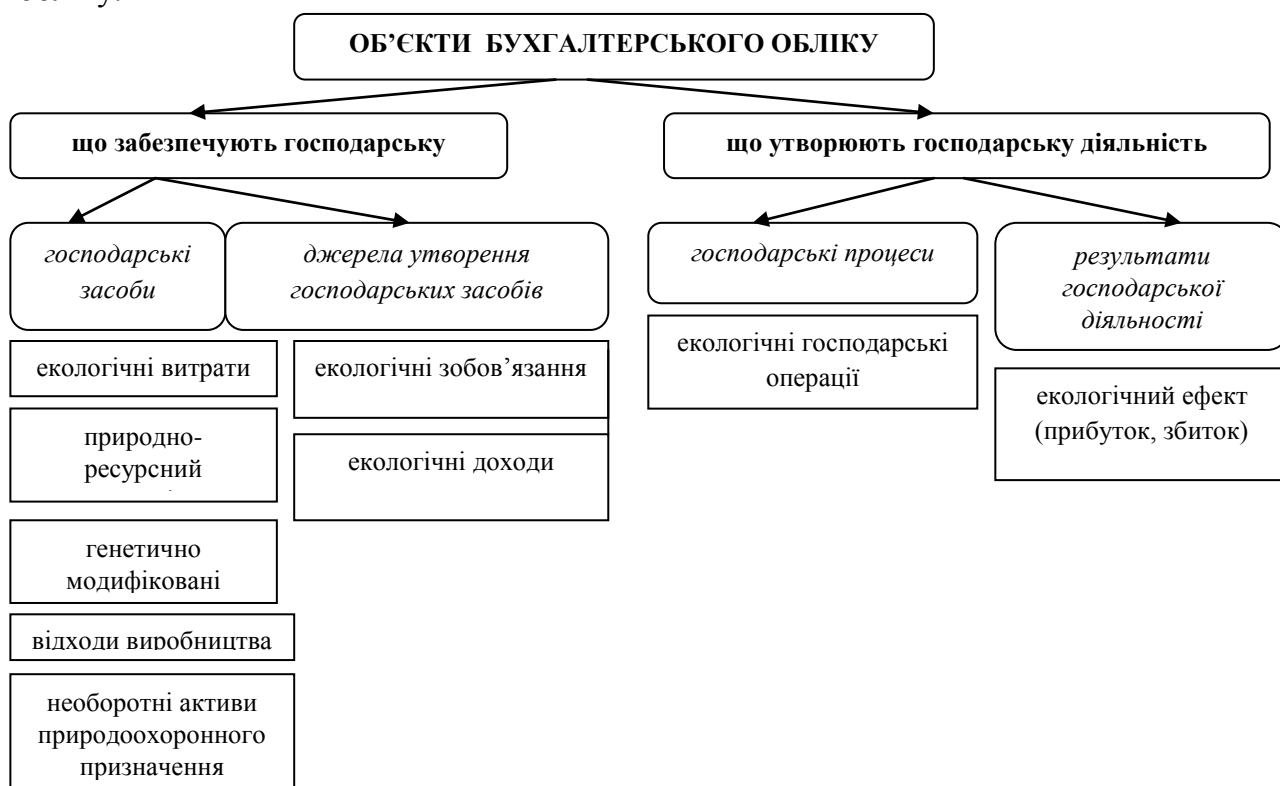 ОБ’ЄКТИ БУХГАЛТЕРСЬКОГО ОБЛІКУ
що забезпечують господарську
що утворюють господарську діяльність
господарські
засоби
джерела утворення
господарських засобів
господарські процеси
результати
господарської
діяльності
екологічні витрати
природно-
ресурсний
генетично
модифіковані
відходи виробництва
необоротні активи
природоохоронного
призначення
екологічні зобов’язання
екологічні доходи
екологічні господарські
операції
екологічний ефект
(прибуток, збиток)